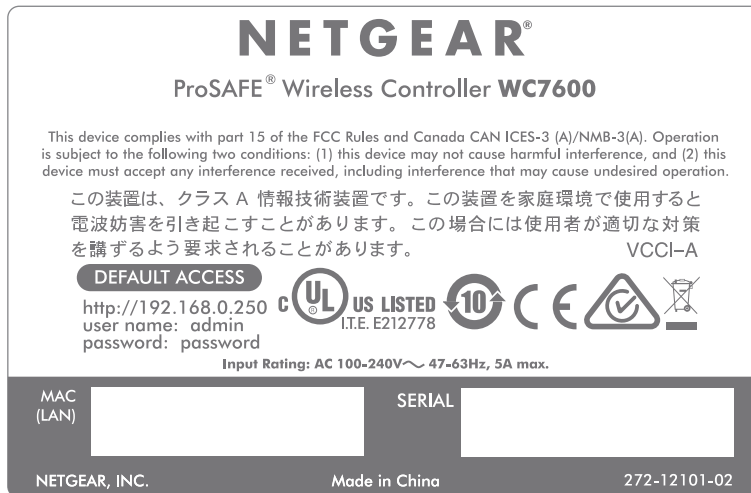 NETGEAR®
ProSAFE® Wireless Controller WC7600
This device complies with part 15 of the FCC Rules and Canada CAN ICES-3 (A)/NMB-3(A). Operation
is subject to the following two conditions: (1) this device may not cause harmful interference, and (2) this
device must accept any interference received, including interference that may cause undesired operation.
この装置は、クラス A 情報技術装置です。この装置を家庭環境で使用すると
電波妨害を引き起こすことがあります。この場合には使用者が適切な対策
を講ずるよう要求されることがあります。 VCCI-A
DEFAULT ACCESS
http://192.168.0.250
user name: admin
password: password
C UL ® US LISTED
I.T.E. E212778
10
CE
Input Rating: AC 100-240V～ 47-63Hz, 5A max.
MAC
(LAN)
SERIAL
NETGEAR, INC. Made in China 272-12101-02